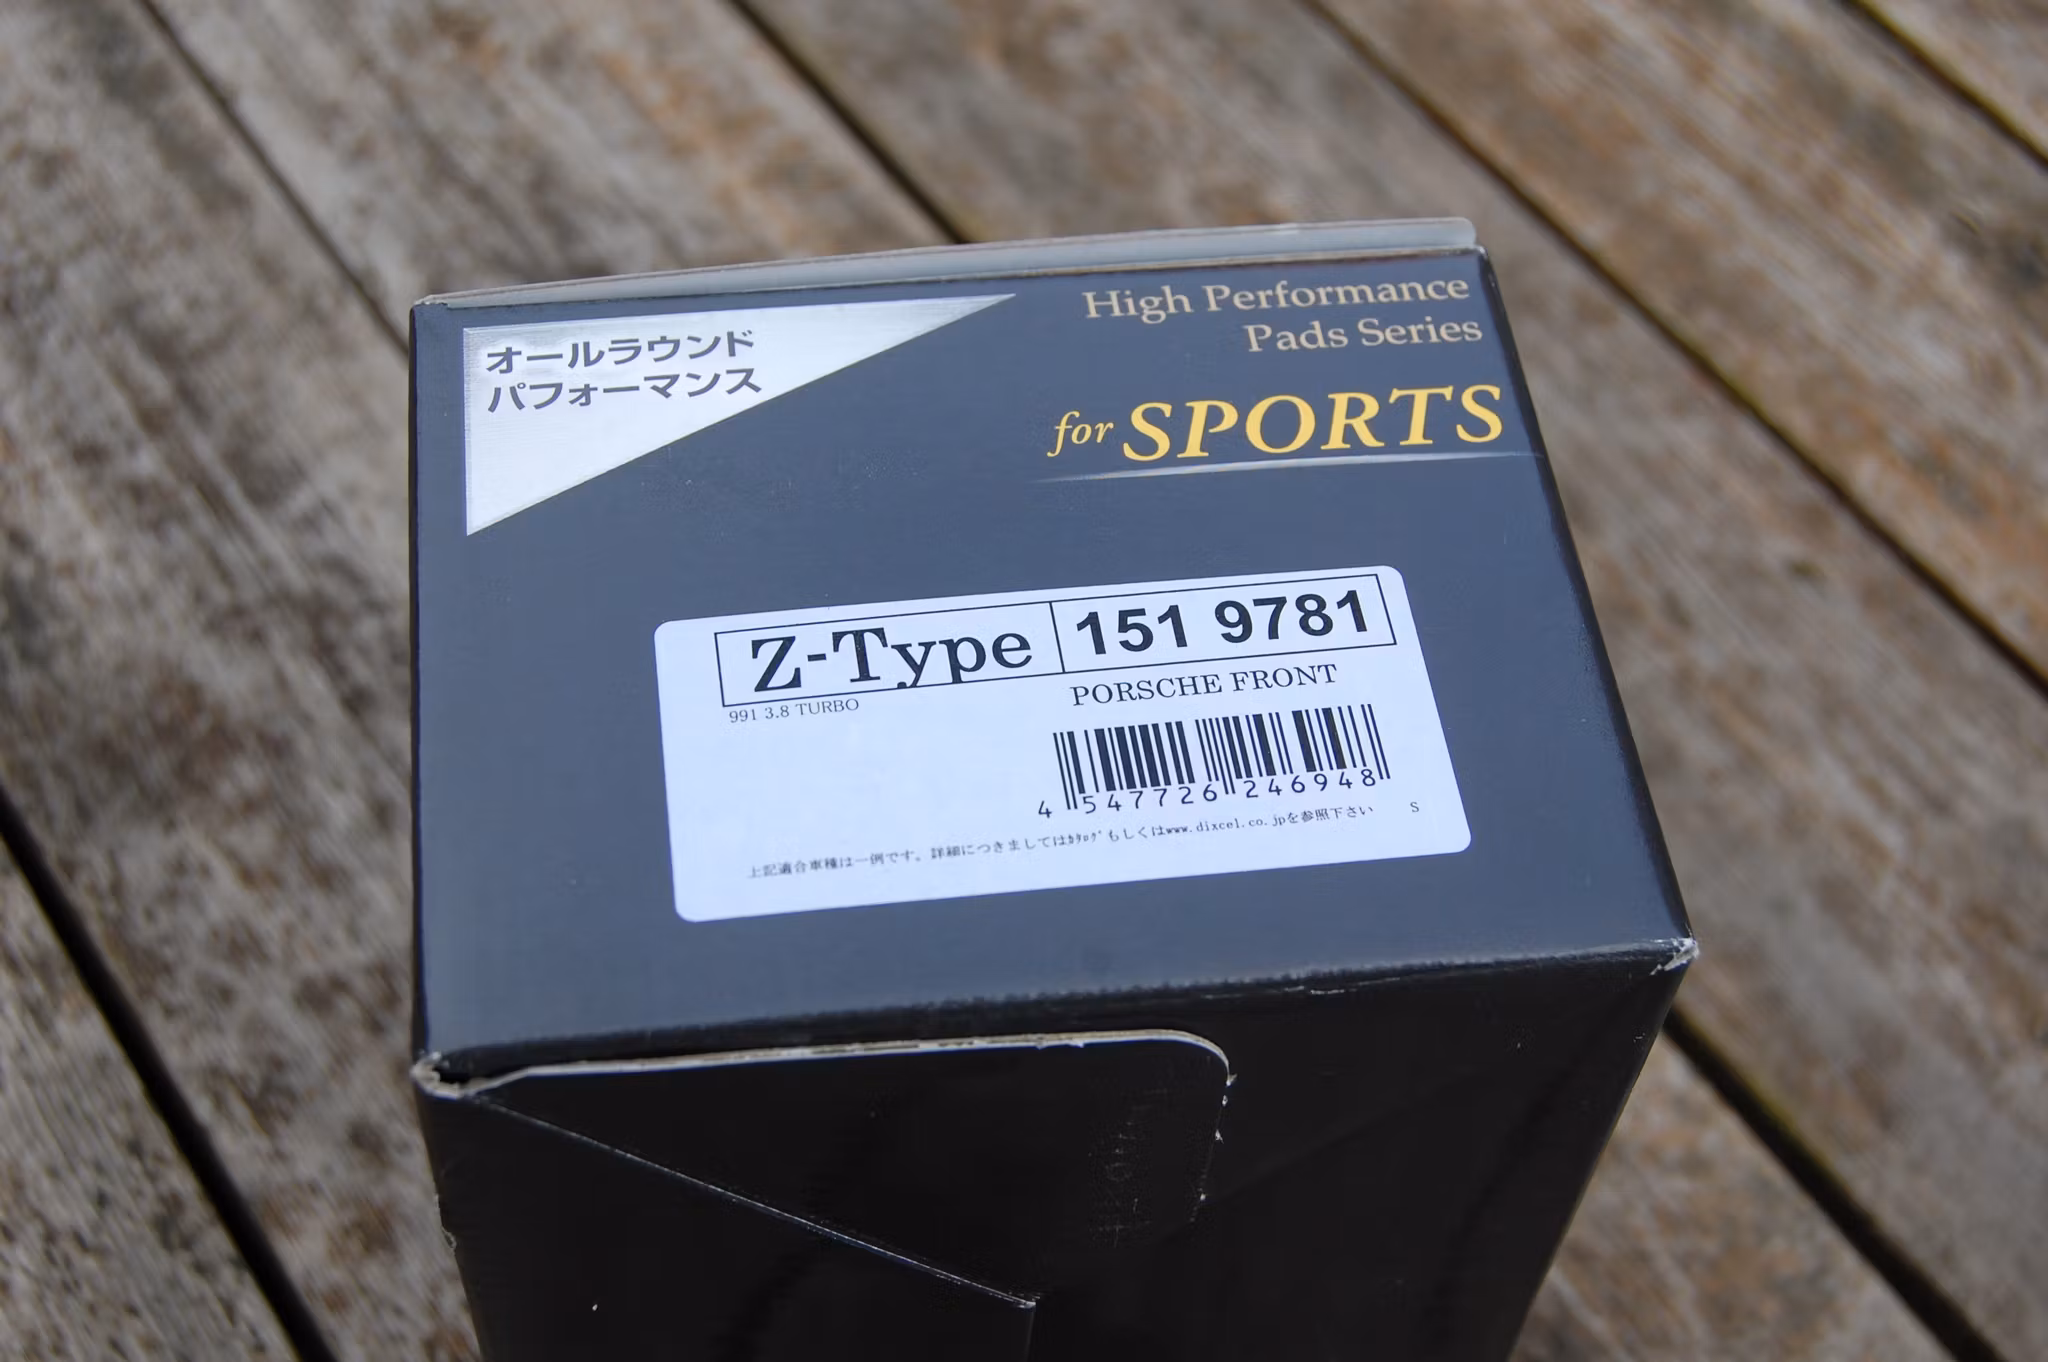 オールラウンド
パフォーマンス
High Performance
Pads Series
for SPORTS
Z-Type 151 9781
991 3.8 TURBO
PORSCHE FRONT
4 547726 246948
上記適合車種は一例です。詳細につきましてはｶﾀﾛｸﾞもしくはwww.dixcel.co.jpを参照下さい S